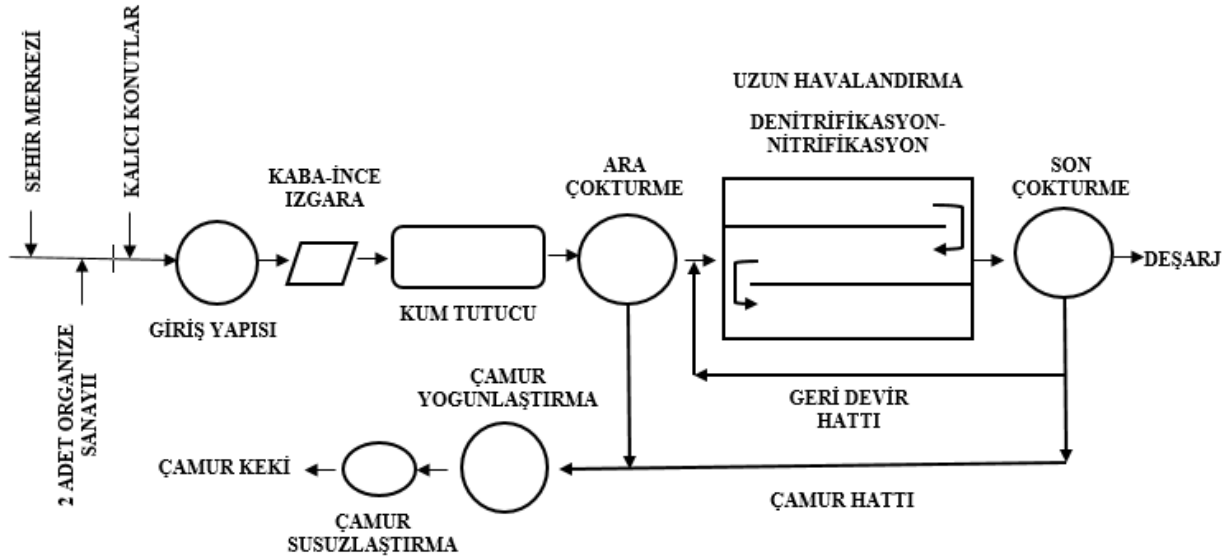 SEHİR MERKEZİ
KALICI KONUTLAR
2 ADET ORGANİZE
SANAYII
GİRİŞ YAPISI
KABA-İNCE
IZGARA
KUM TUTUCU
ARA
ÇOKTURME
UZUN HAVALANDIRMA
DENİTRİFİKASYON-
NİTRİFİKASYON
SON
ÇOKTURME
DEŞARJ
GERİ DEVİR
HATTI
ÇAMUR
YOGUNLAŞTIRMA
ÇAMUR KEKİ
ÇAMUR
SUSUZLAŞTIRMA
ÇAMUR HATTI